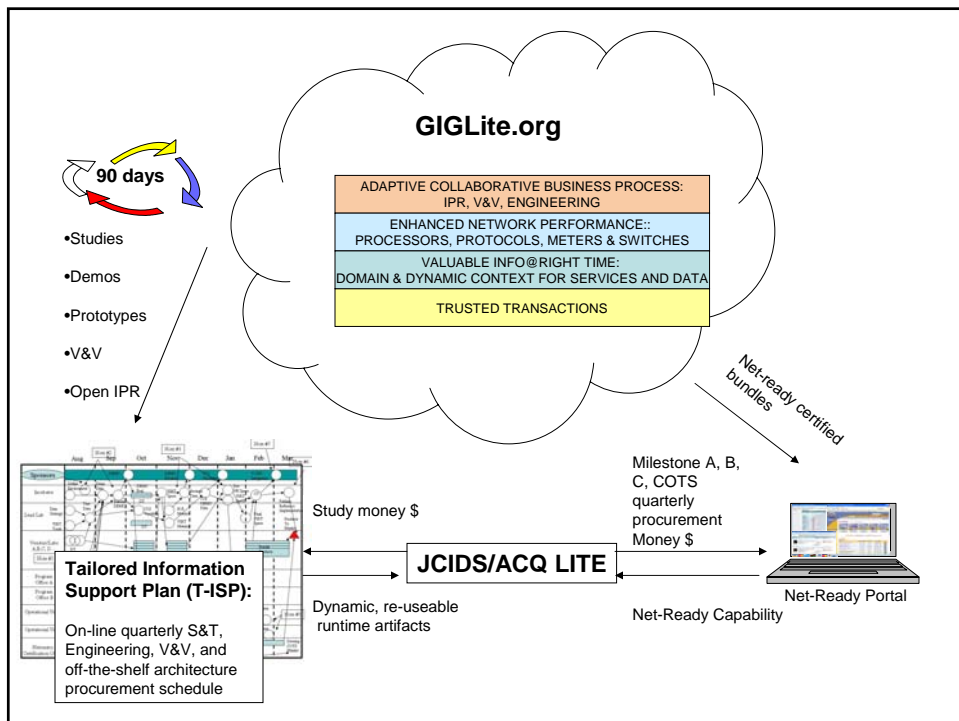 GIGLite.org
90 days
ADAPTIVE COLLABORATIVE BUSINESS PROCESS:
IPR, V&V, ENGINEERING
ENHANCED NETWORK PERFORMANCE::
PROCESSORS, PROTOCOLS, METERS & SWITCHES
VALUABLE INFO@RIGHT TIME:
DOMAIN & DYNAMIC CONTEXT FOR SERVICES AND DATA
TRUSTED TRANSACTIONS
•Studies
•Demos
•Prototypes
•V&V
•Open IPR
Net-ready certified
bundles
Aug Sep Oct Nov Dec Jan Feb Mar
Sponsors
Tailored Information
Support Plan (T-ISP):
On-line quarterly S&T,
Engineering, V&V, and
off-the-shelf architecture
procurement schedule
Study money $
Dynamic, re-useable
runtime artifacts
JCIDS/ACQ LITE
Milestone A, B,
C, COTS
quarterly
procurement
Money $
Net-Ready Capability
Net-Ready Portal